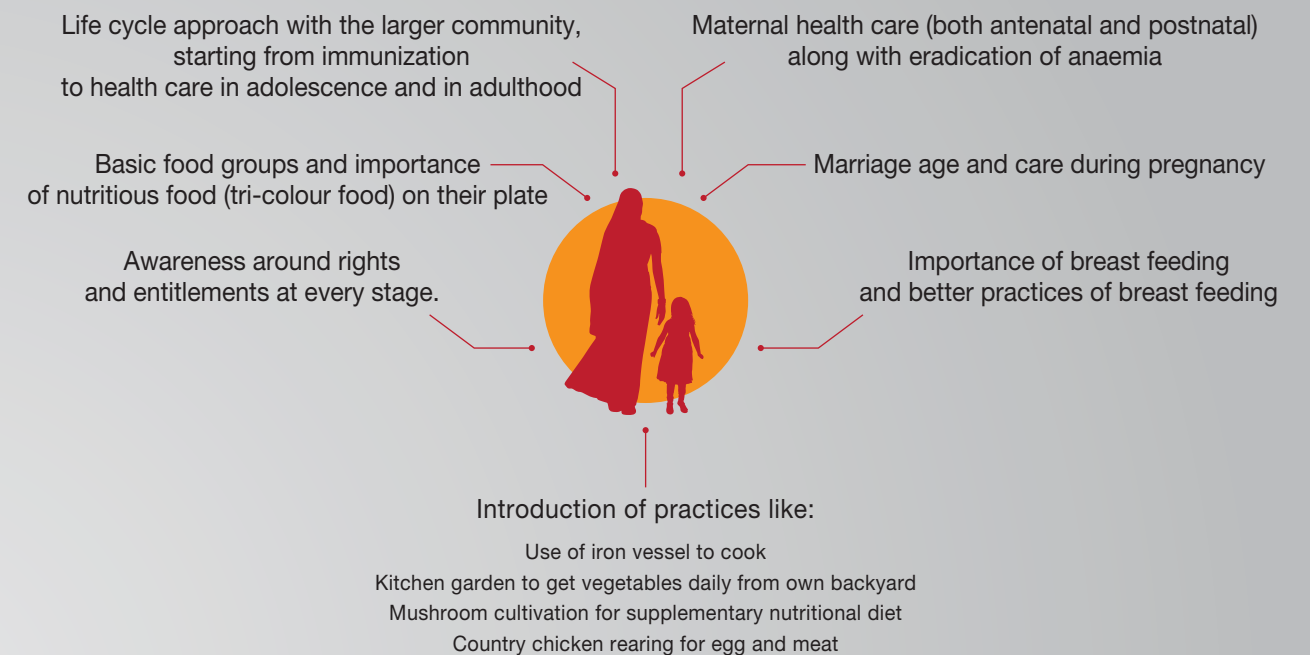 Life cycle approach with the larger community,
starting from immunization
to health care in adolescence and in adulthood
Maternal health care (both antenatal and postnatal)
along with eradication of anaemia
Basic food groups and importance
of nutritious food (tri-colour food) on their plate
Marriage age and care during pregnancy
Awareness around rights
and entitlements at every stage.
Importance of breast feeding
and better practices of breast feeding
Introduction of practices like:
Use of iron vessel to cook
Kitchen garden to get vegetables daily from own backyard
Mushroom cultivation for supplementary nutritional diet
Country chicken rearing for egg and meat